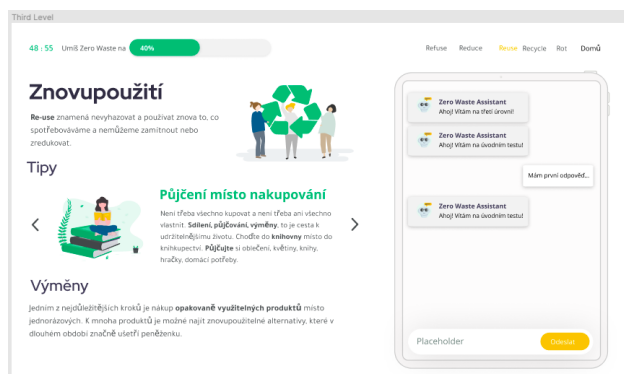 Third Level
48 : 55 Umíš Zero Waste na 40%
Refuse Reduce Reuse Recycle Rot Domů
Znovupoužití
Re-use znamená nevyhazovat a používat znova to, co
spotřebováváme a nemůžeme zamítnout nebo
zredukovat.
Tipy
Půjčení místo nakupování
Není třeba všechno kupovat a není třeba ani všechno
vlastnit. Sdílení, půjčování, výměny, to je cesta k
udržitelnějšímu životu. Choďte do knihovny místo do
knihkupectví. Půjčujte si oblečení, květiny, knihy,
hračky, domácí potřeby.
Výměny
Jedním z nejdůležitějších kroků je nákup opakovaně využitelných produktů místo
jednorázových. K mnoha produktů je možné najít znovupoužitelné alternativy, které v
dlouhém období značně ušetří peněženku.
Zero Waste Assistant
Ahoj! Vítám na třetí úrovni!
Zero Waste Assistant
Ahoj! Vítám na úvodním testu!
Mám první odpověď...
Zero Waste Assistant
Ahoj! Vítám na úvodním testu!
Placeholder
Odeslat